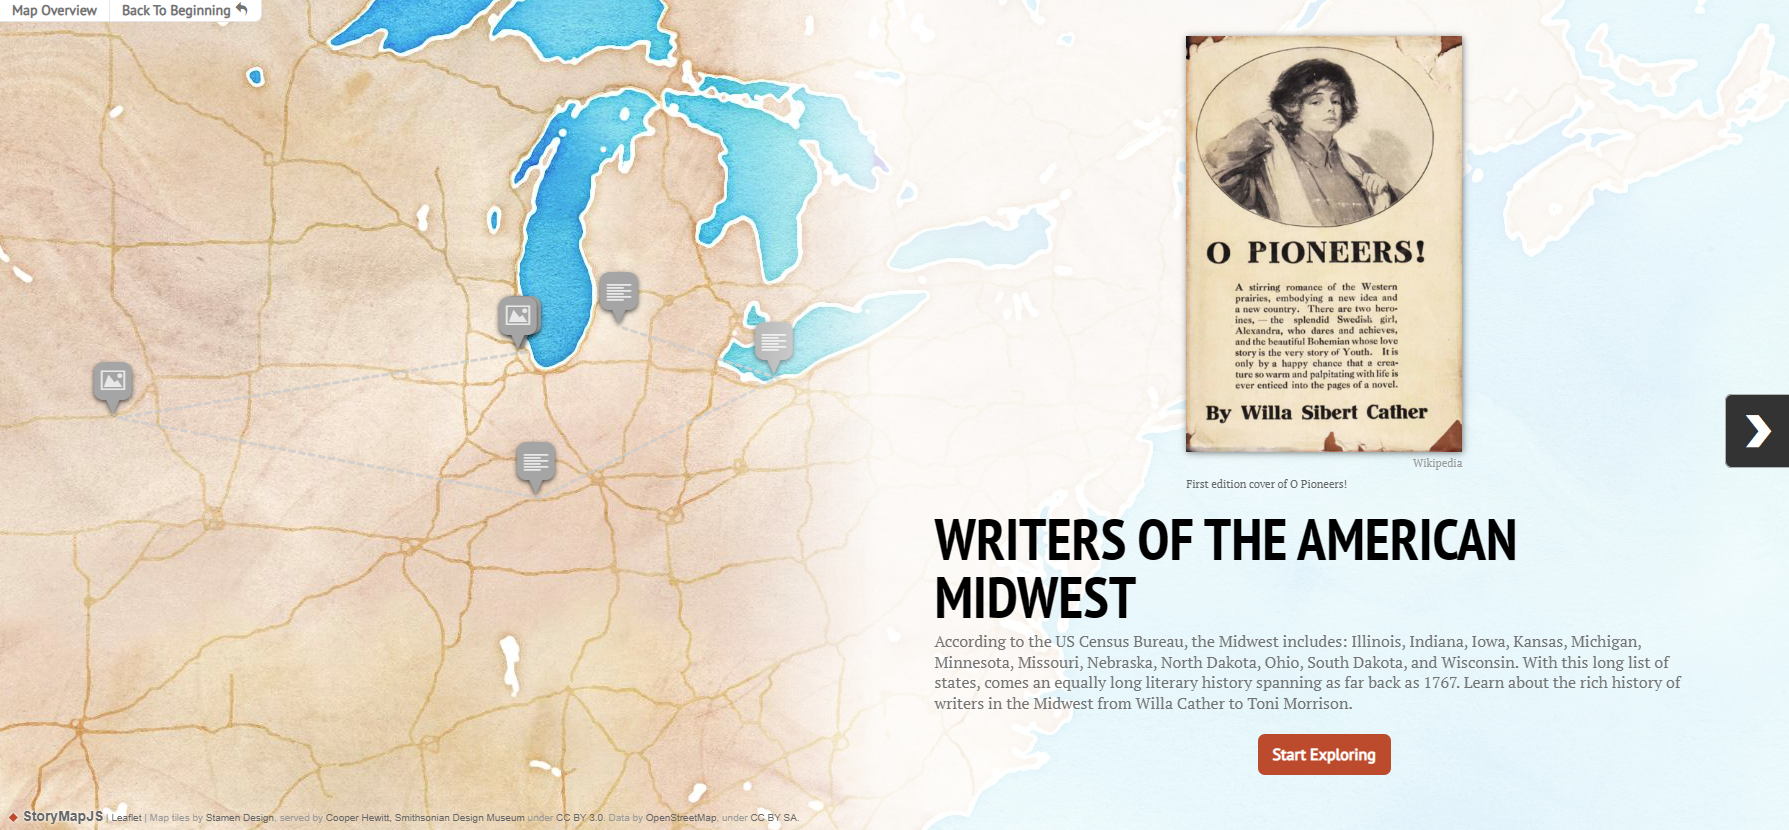 Map Overview
Back To Beginning
O PIONEERS!
A stirring romance of the Western
prairies, embodying a new idea and
a new country. There are two hero-
ines, — the splendid Swedish girl,
Alexandra, who dares and achieves,
and the beautiful Bohemian whose love
story is the very story of Youth. It is
only by a happy chance that a crea-
ture so warm and palpitating with life is
ever enticed into the pages of a novel.
By Willa Sibert Cather
Wikipedia
First edition cover of O Pioneers!
WRITERS OF THE AMERICAN
MIDWEST
According to the US Census Bureau, the Midwest includes: Illinois, Indiana, Iowa, Kansas, Michigan,
Minnesota, Missouri, Nebraska, North Dakota, Ohio, South Dakota, and Wisconsin. With this long list of
states, comes an equally long literary history spanning as far back as 1767. Learn about the rich history of
writers in the Midwest from Willa Cather to Toni Morrison.
Start Exploring
StoryMapJS | Leaflet | Map tiles by Stamen Design, served by Cooper Hewitt, Smithsonian Design Museum under CC BY 3.0. Data by OpenStreetMap, under CC BY SA.